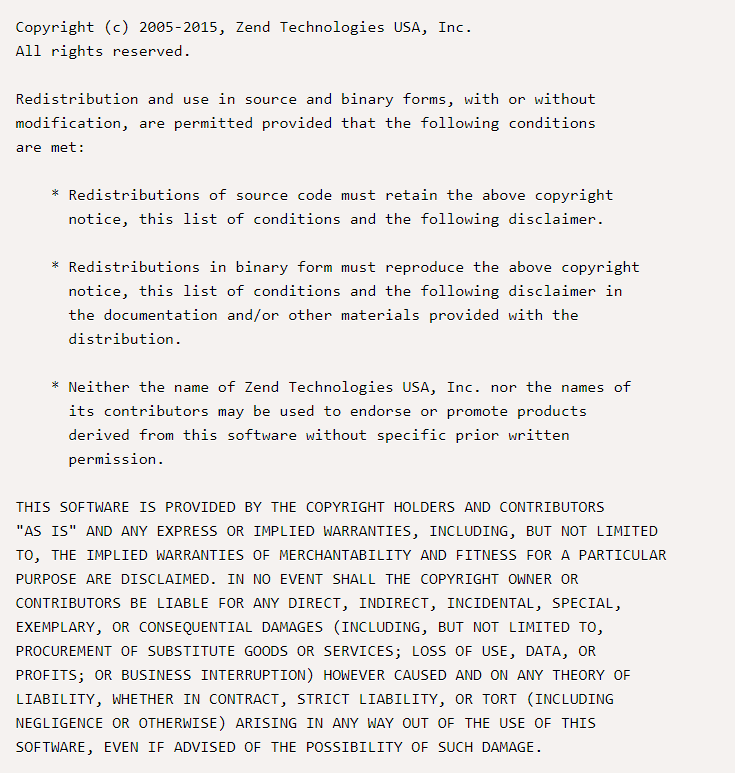 Copyright (c) 2005-2015, Zend Technologies USA, Inc.
All rights reserved.
Redistribution and use in source and binary forms, with or without
modification, are permitted provided that the following conditions
are met:
* Redistributions of source code must retain the above copyright
notice, this list of conditions and the following disclaimer.
* Redistributions in binary form must reproduce the above copyright
notice, this list of conditions and the following disclaimer in
the documentation and/or other materials provided with the
distribution.
* Neither the name of Zend Technologies USA, Inc. nor the names of
its contributors may be used to endorse or promote products
derived from this software without specific prior written
permission.
THIS SOFTWARE IS PROVIDED BY THE COPYRIGHT HOLDERS AND CONTRIBUTORS
"AS IS" AND ANY EXPRESS OR IMPLIED WARRANTIES, INCLUDING, BUT NOT LIMITED
TO, THE IMPLIED WARRANTIES OF MERCHANTABILITY AND FITNESS FOR A PARTICULAR
PURPOSE ARE DISCLAIMED. IN NO EVENT SHALL THE COPYRIGHT OWNER OR
CONTRIBUTORS BE LIABLE FOR ANY DIRECT, INDIRECT, INCIDENTAL, SPECIAL,
EXEMPLARY, OR CONSEQUENTIAL DAMAGES (INCLUDING, BUT NOT LIMITED TO,
PROCUREMENT OF SUBSTITUTE GOODS OR SERVICES; LOSS OF USE, DATA, OR
PROFITS; OR BUSINESS INTERRUPTION) HOWEVER CAUSED AND ON ANY THEORY OF
LIABILITY, WHETHER IN CONTRACT, STRICT LIABILITY, OR TORT (INCLUDING
NEGLIGENCE OR OTHERWISE) ARISING IN ANY WAY OUT OF THE USE OF THIS
SOFTWARE, EVEN IF ADVISED OF THE POSSIBILITY OF SUCH DAMAGE.